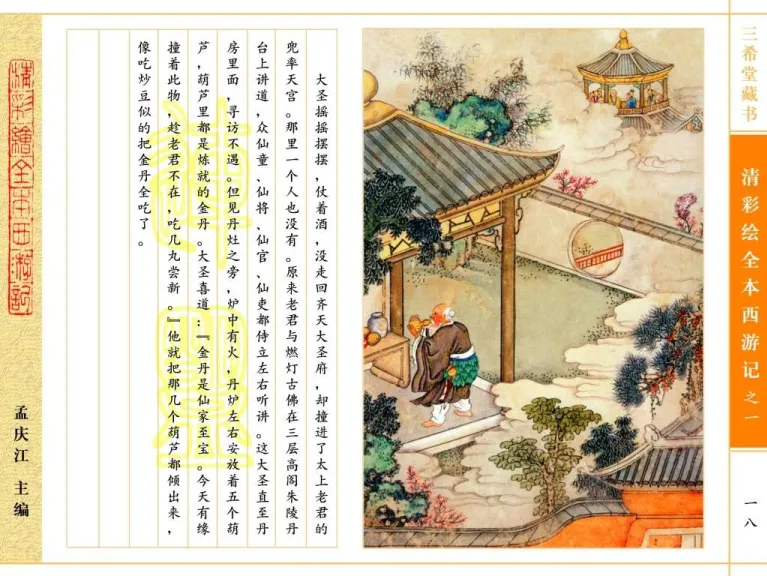 三希堂藏书
清彩绘全本西游记之一
一八
大圣摇摇摆摆，仗着酒，没走回齐天大圣府，却撞进了太上老君的
兜率天宫。那里一个人也没有。原来老君与燃灯古佛在三层高阁朱陵丹
台上讲道，众仙童、仙将、仙官、仙吏都侍立左右听讲。这大圣直至丹
房里面，寻访不遇。但见丹灶之旁，炉中有火，丹炉左右安放着五个葫
芦，葫芦里都是炼就的金丹。大圣喜道：『金丹是仙家至宝。今天有缘
撞着此物，趁老君不在，吃几丸尝新。』他就把那几个葫芦都倾出来，
像吃炒豆似的把金丹全吃了。
清彩繪全本西游記
孟庆江 主编